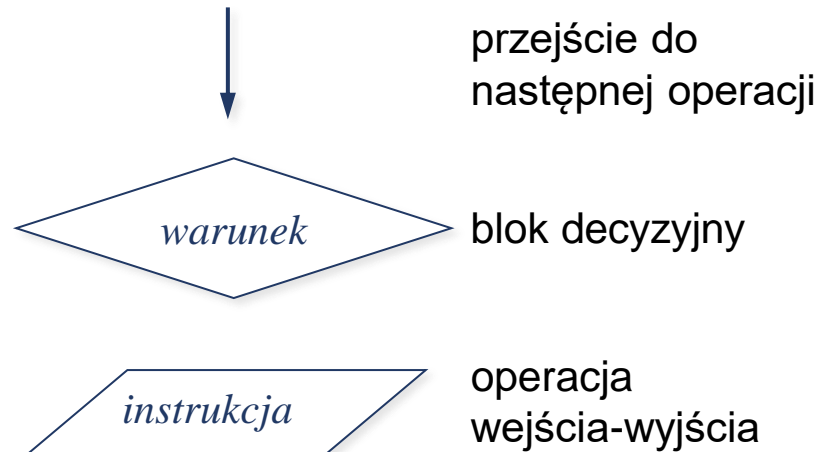 przejście do
następnej operacji
warunek
blok decyzyjny
instrukcja
operacja
wejścia-wyjścia